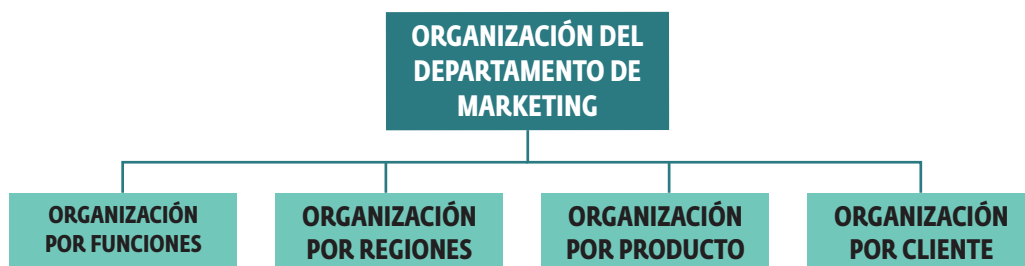 ORGANIZACIÓN DEL
DEPARTAMENTO DE
MARKETING
ORGANIZACIÓN
POR FUNCIONES
ORGANIZACIÓN
POR REGIONES
ORGANIZACIÓN
POR PRODUCTO
ORGANIZACIÓN
POR CLIENTE